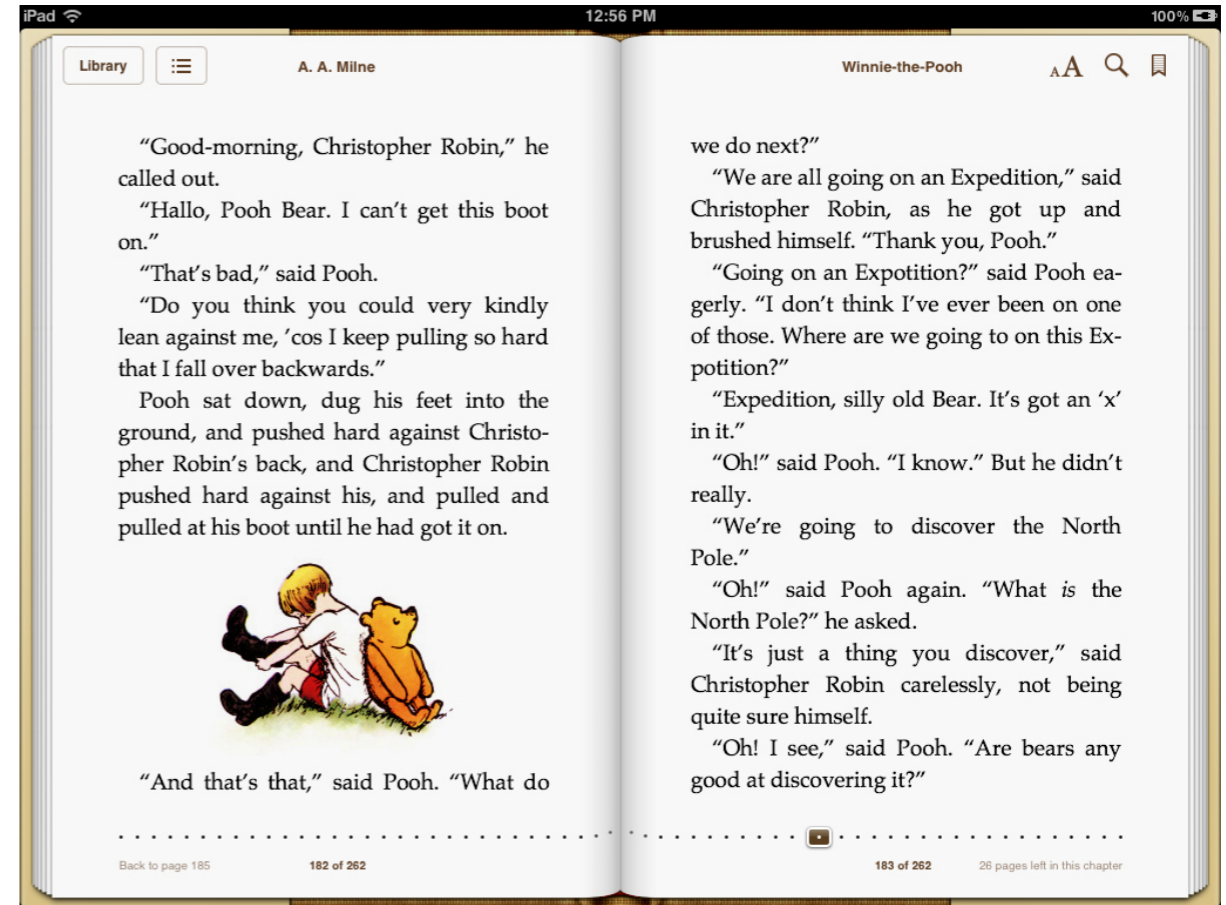 iPad
12:56 PM
100%
Library
A. A. Milne
Winnie-the-Pooh
AA
“Good-morning, Christopher Robin,” he
called out.
“Hallo, Pooh Bear. I can’t get this boot
on.”
“That’s bad,” said Pooh.
“Do you think you could very kindly
lean against me, ’cos I keep pulling so hard
that I fall over backwards.”
Pooh sat down, dug his feet into the
ground, and pushed hard against Christo-
pher Robin’s back, and Christopher Robin
pushed hard against his, and pulled and
pulled at his boot until he had got it on.
“And that’s that,” said Pooh. “What do
Back to page 185
182 of 262
we do next?”
“We are all going on an Expedition,” said
Christopher Robin, as he got up and
brushed himself. “Thank you, Pooh.”
“Going on an Expotition?” said Pooh ea-
gerly. “I don’t think I’ve ever been on one
of those. Where are we going to on this Ex-
potition?”
“Expedition, silly old Bear. It’s got an ‘x’
in it.”
“Oh!” said Pooh. “I know.” But he didn’t
really.
“We’re going to discover the North
Pole.”
“Oh!” said Pooh again. “What is the
North Pole?” he asked.
“It’s just a thing you discover,” said
Christopher Robin carelessly, not being
quite sure himself.
“Oh! I see,” said Pooh. “Are bears any
good at discovering it?”
183 of 262
26 pages left in this chapter